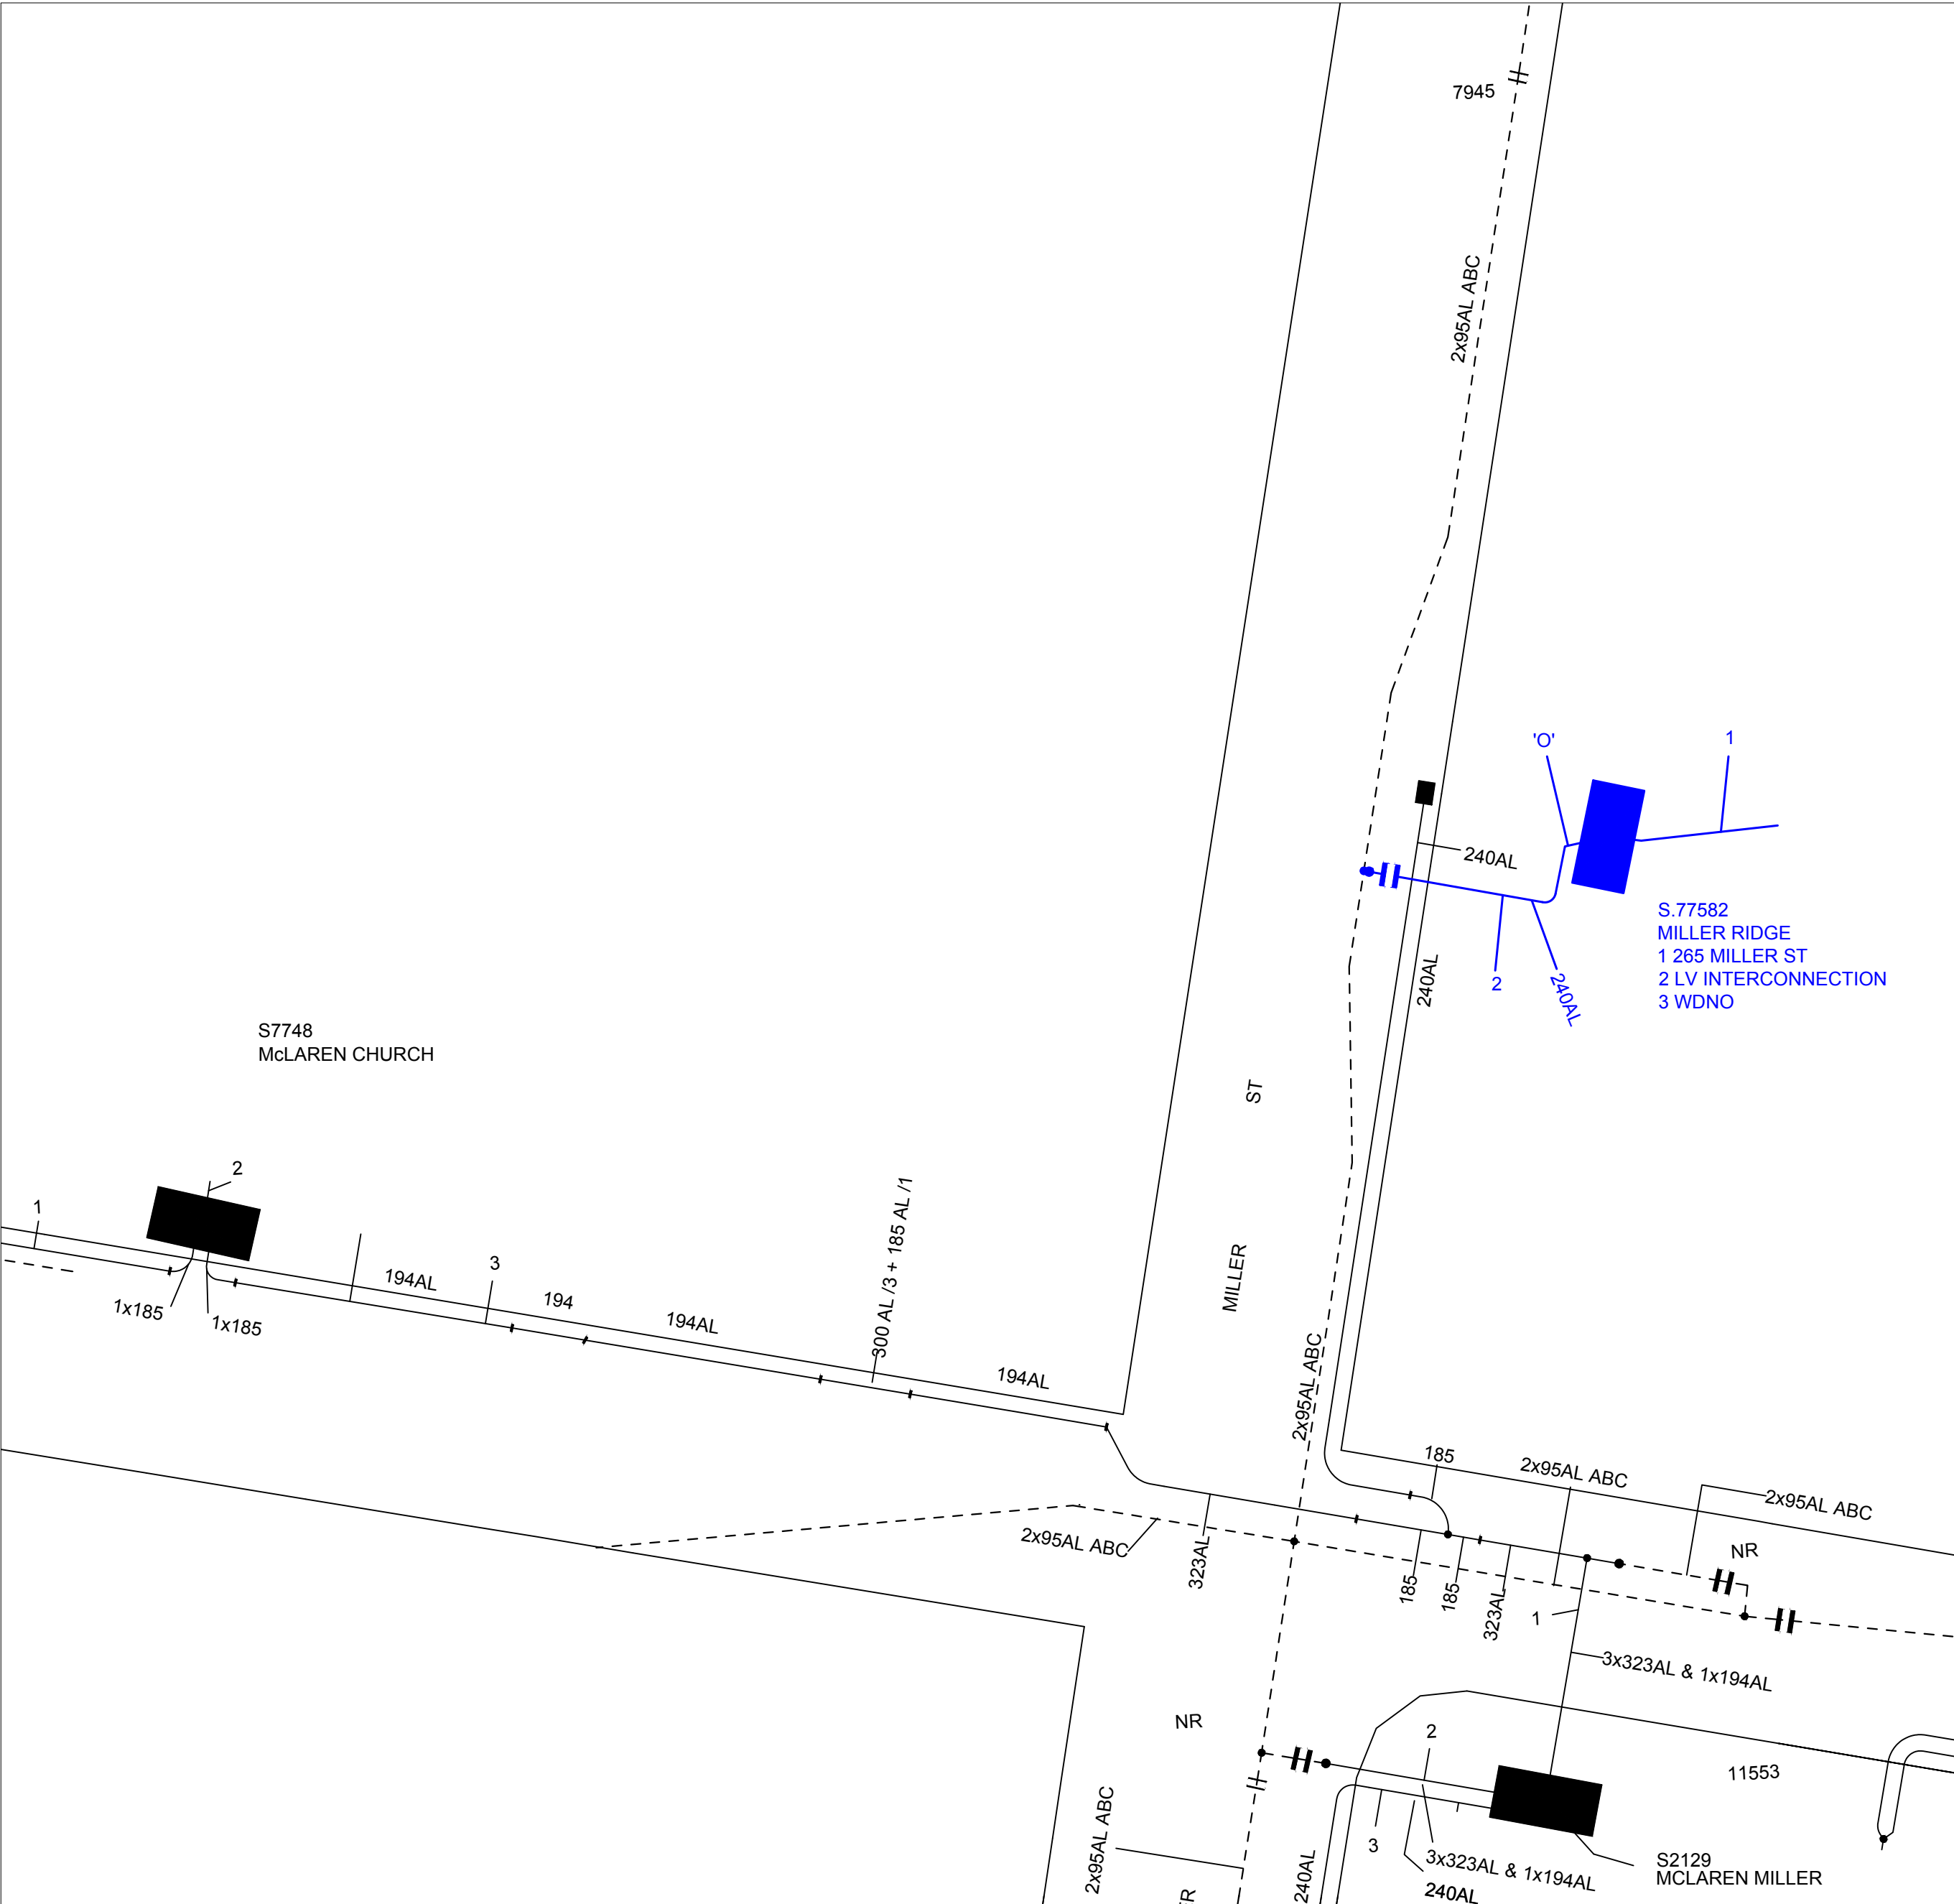 7945
2x95AL ABC
'O'
1
240AL
S.77582
MILLER RIDGE
1 265 MILLER ST
2 LV INTERCONNECTION
3 WDNO
2
240AL
240AL
S7748
McLAREN CHURCH
ST
MILLER
2
1
3
194AL
194
194AL
300 AL /3 + 185 AL /1
194AL
1x185
1x185
2x95AL ABC
185
2x95AL ABC
2x95AL ABC
2x95AL ABC
323AL
185
185
323AL
NR
1
3x323AL & 1x194AL
NR
2
11553
2x95AL ABC
3
240AL
3x323AL & 1x194AL
240AL
S2129
MCLAREN MILLER